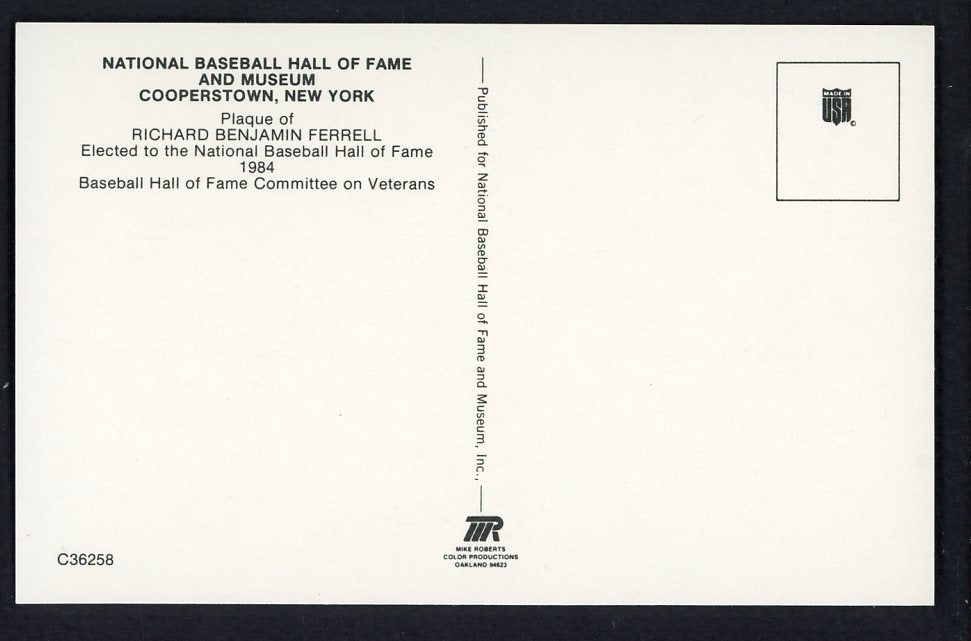 NATIONAL BASEBALL HALL OF FAME
AND MUSEUM
COOPERSTOWN, NEW YORK
Plaque of
RICHARD BENJAMIN FERRELL
Elected to the National Baseball Hall of Fame
1984
Baseball Hall of Fame Committee on Veterans
C36258
Published for National Baseball Hall of Fame and Museum, Inc.,
MR
MIKE ROBERTS
COLOR PRODUCTIONS
OAKLAND 94623
MADE IN
USA
©